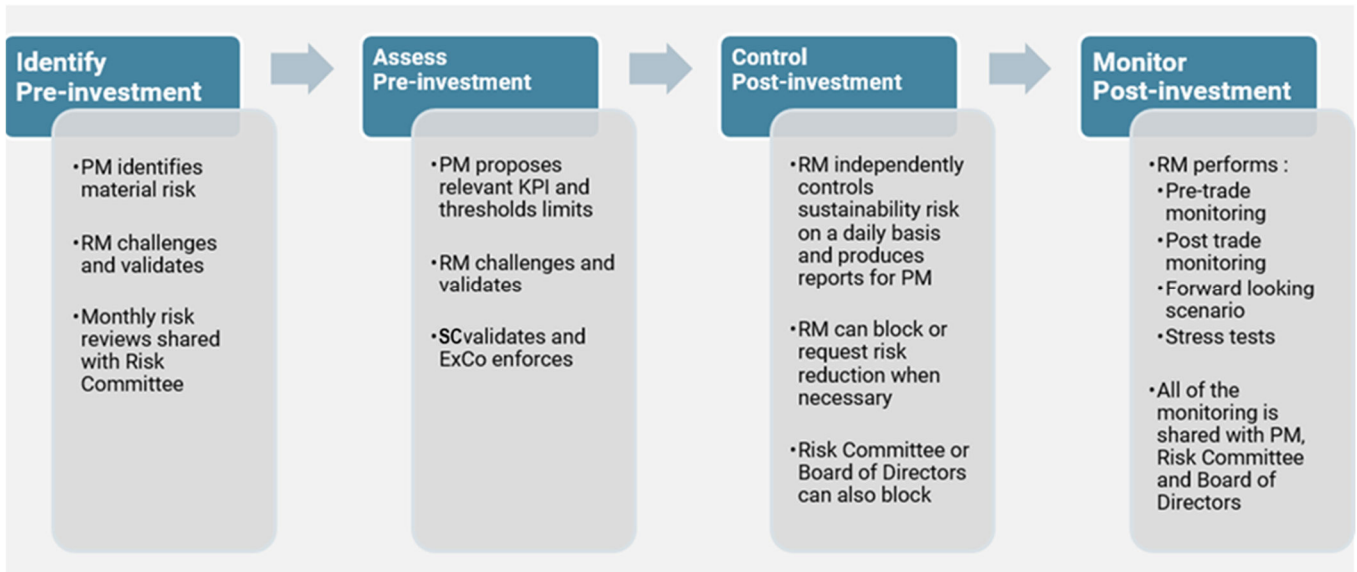 Identify
Pre-investment
•PM identifies
material risk
•RM challenges
and validates
•Monthly risk
reviews shared
with Risk
Committee
Assess
Pre-investment
•PM proposes
relevant KPI and
thresholds limits
•RM challenges and
validates
•SCvalidates and
ExCo enforces
Control
Post-investment
•RM independently
controls
sustainability risk
on a daily basis
and produces
reports for PM
•RM can block or
request risk
reduction when
necessary
•Risk Committee or
Board of Directors
can also block
Monitor
Post-investment
•RM performs :
•Pre-trade
monitoring
•Post trade
monitoring
•Forward looking
scenario
•Stress tests
•All of the
monitoring is
shared with PM,
Risk Committee
and Board of
Directors